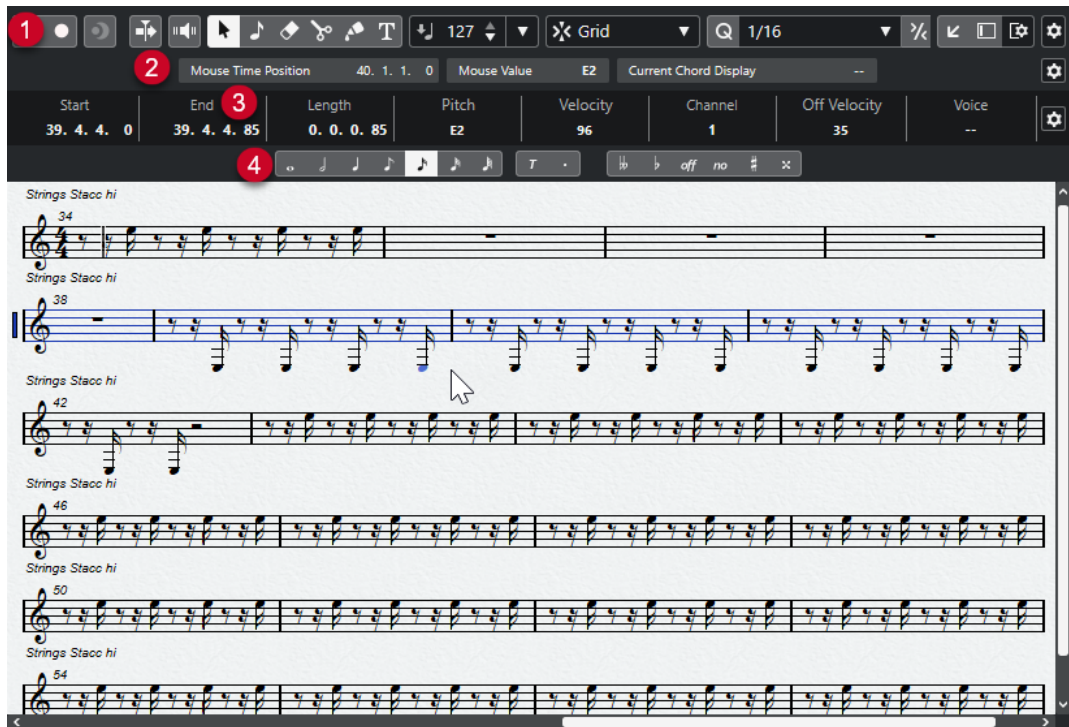 1 T 127 Grid Q 1/16
2 Mouse Time Position 40. 1. 1. 0 Mouse Value E2 Current Chord Display --
Start End 3 Length Pitch Velocity Channel Off Velocity Voice
39. 4. 4. 0 39. 4. 4. 85 0. 0. 0. 85 E2 96 1 35 --
4 T . off no
Strings Stacc hi
34
4
4
Strings Stacc hi
38
Strings Stacc hi
42
Strings Stacc hi
46
Strings Stacc hi
50
Strings Stacc hi
54